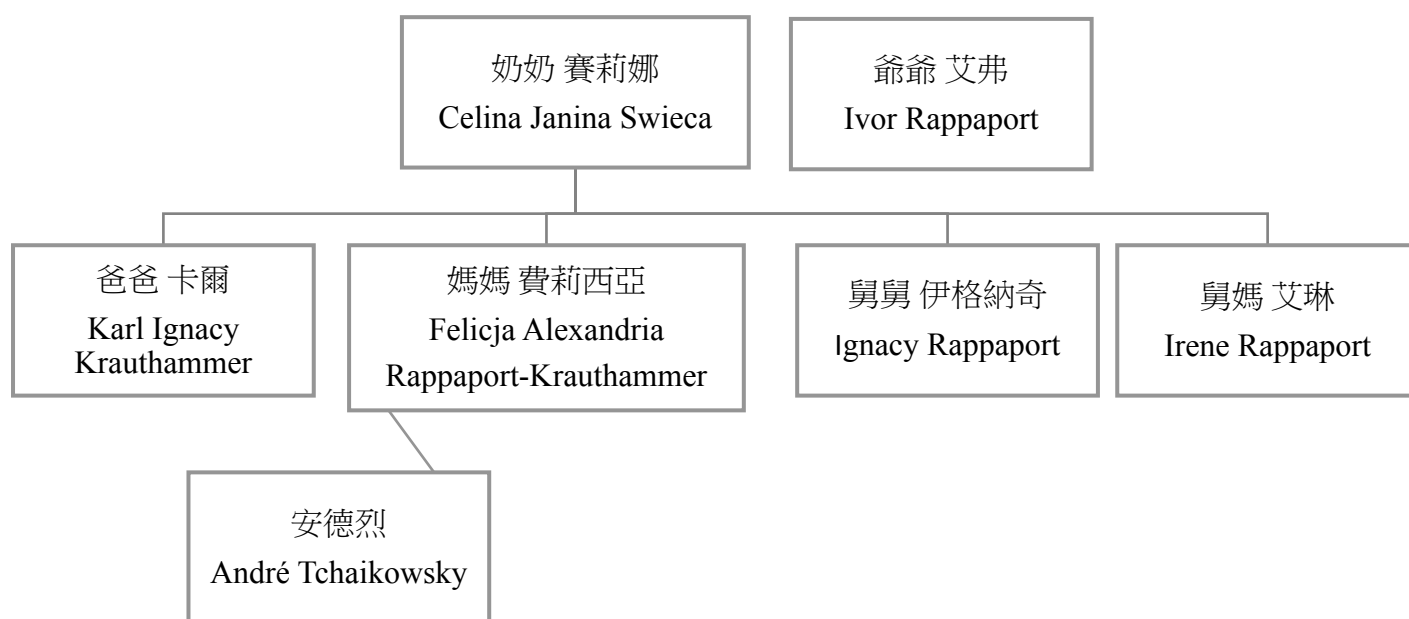 奶奶 賽莉娜
Celina Janina Swieca
爺爺 艾弗
Ivor Rappaport
爸爸 卡爾
Karl Ignacy
Krauthammer
媽媽 費莉西亞
Felicja Alexandria
Rappaport-Krauthammer
舅舅 伊格納奇
Ignacy Rappaport
舅媽 艾琳
Irene Rappaport
安德烈
André Tchaikowsky